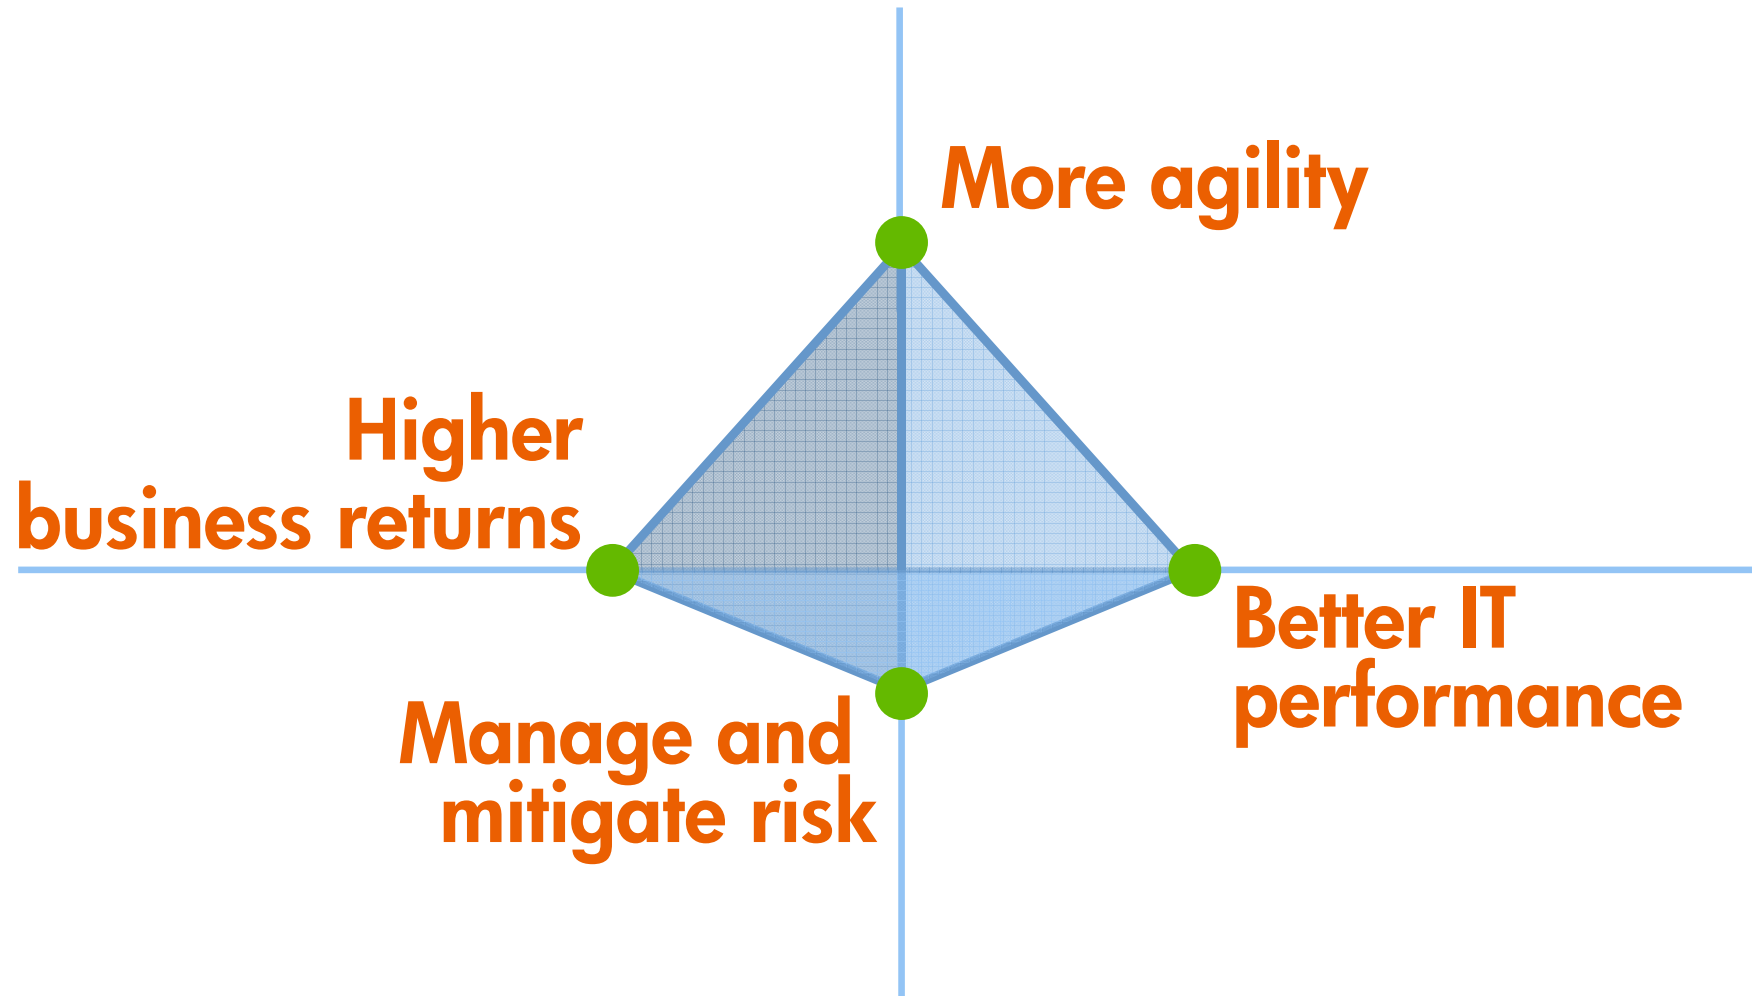 More agility
Higher
business returns
Better IT
performance
Manage and
mitigate risk